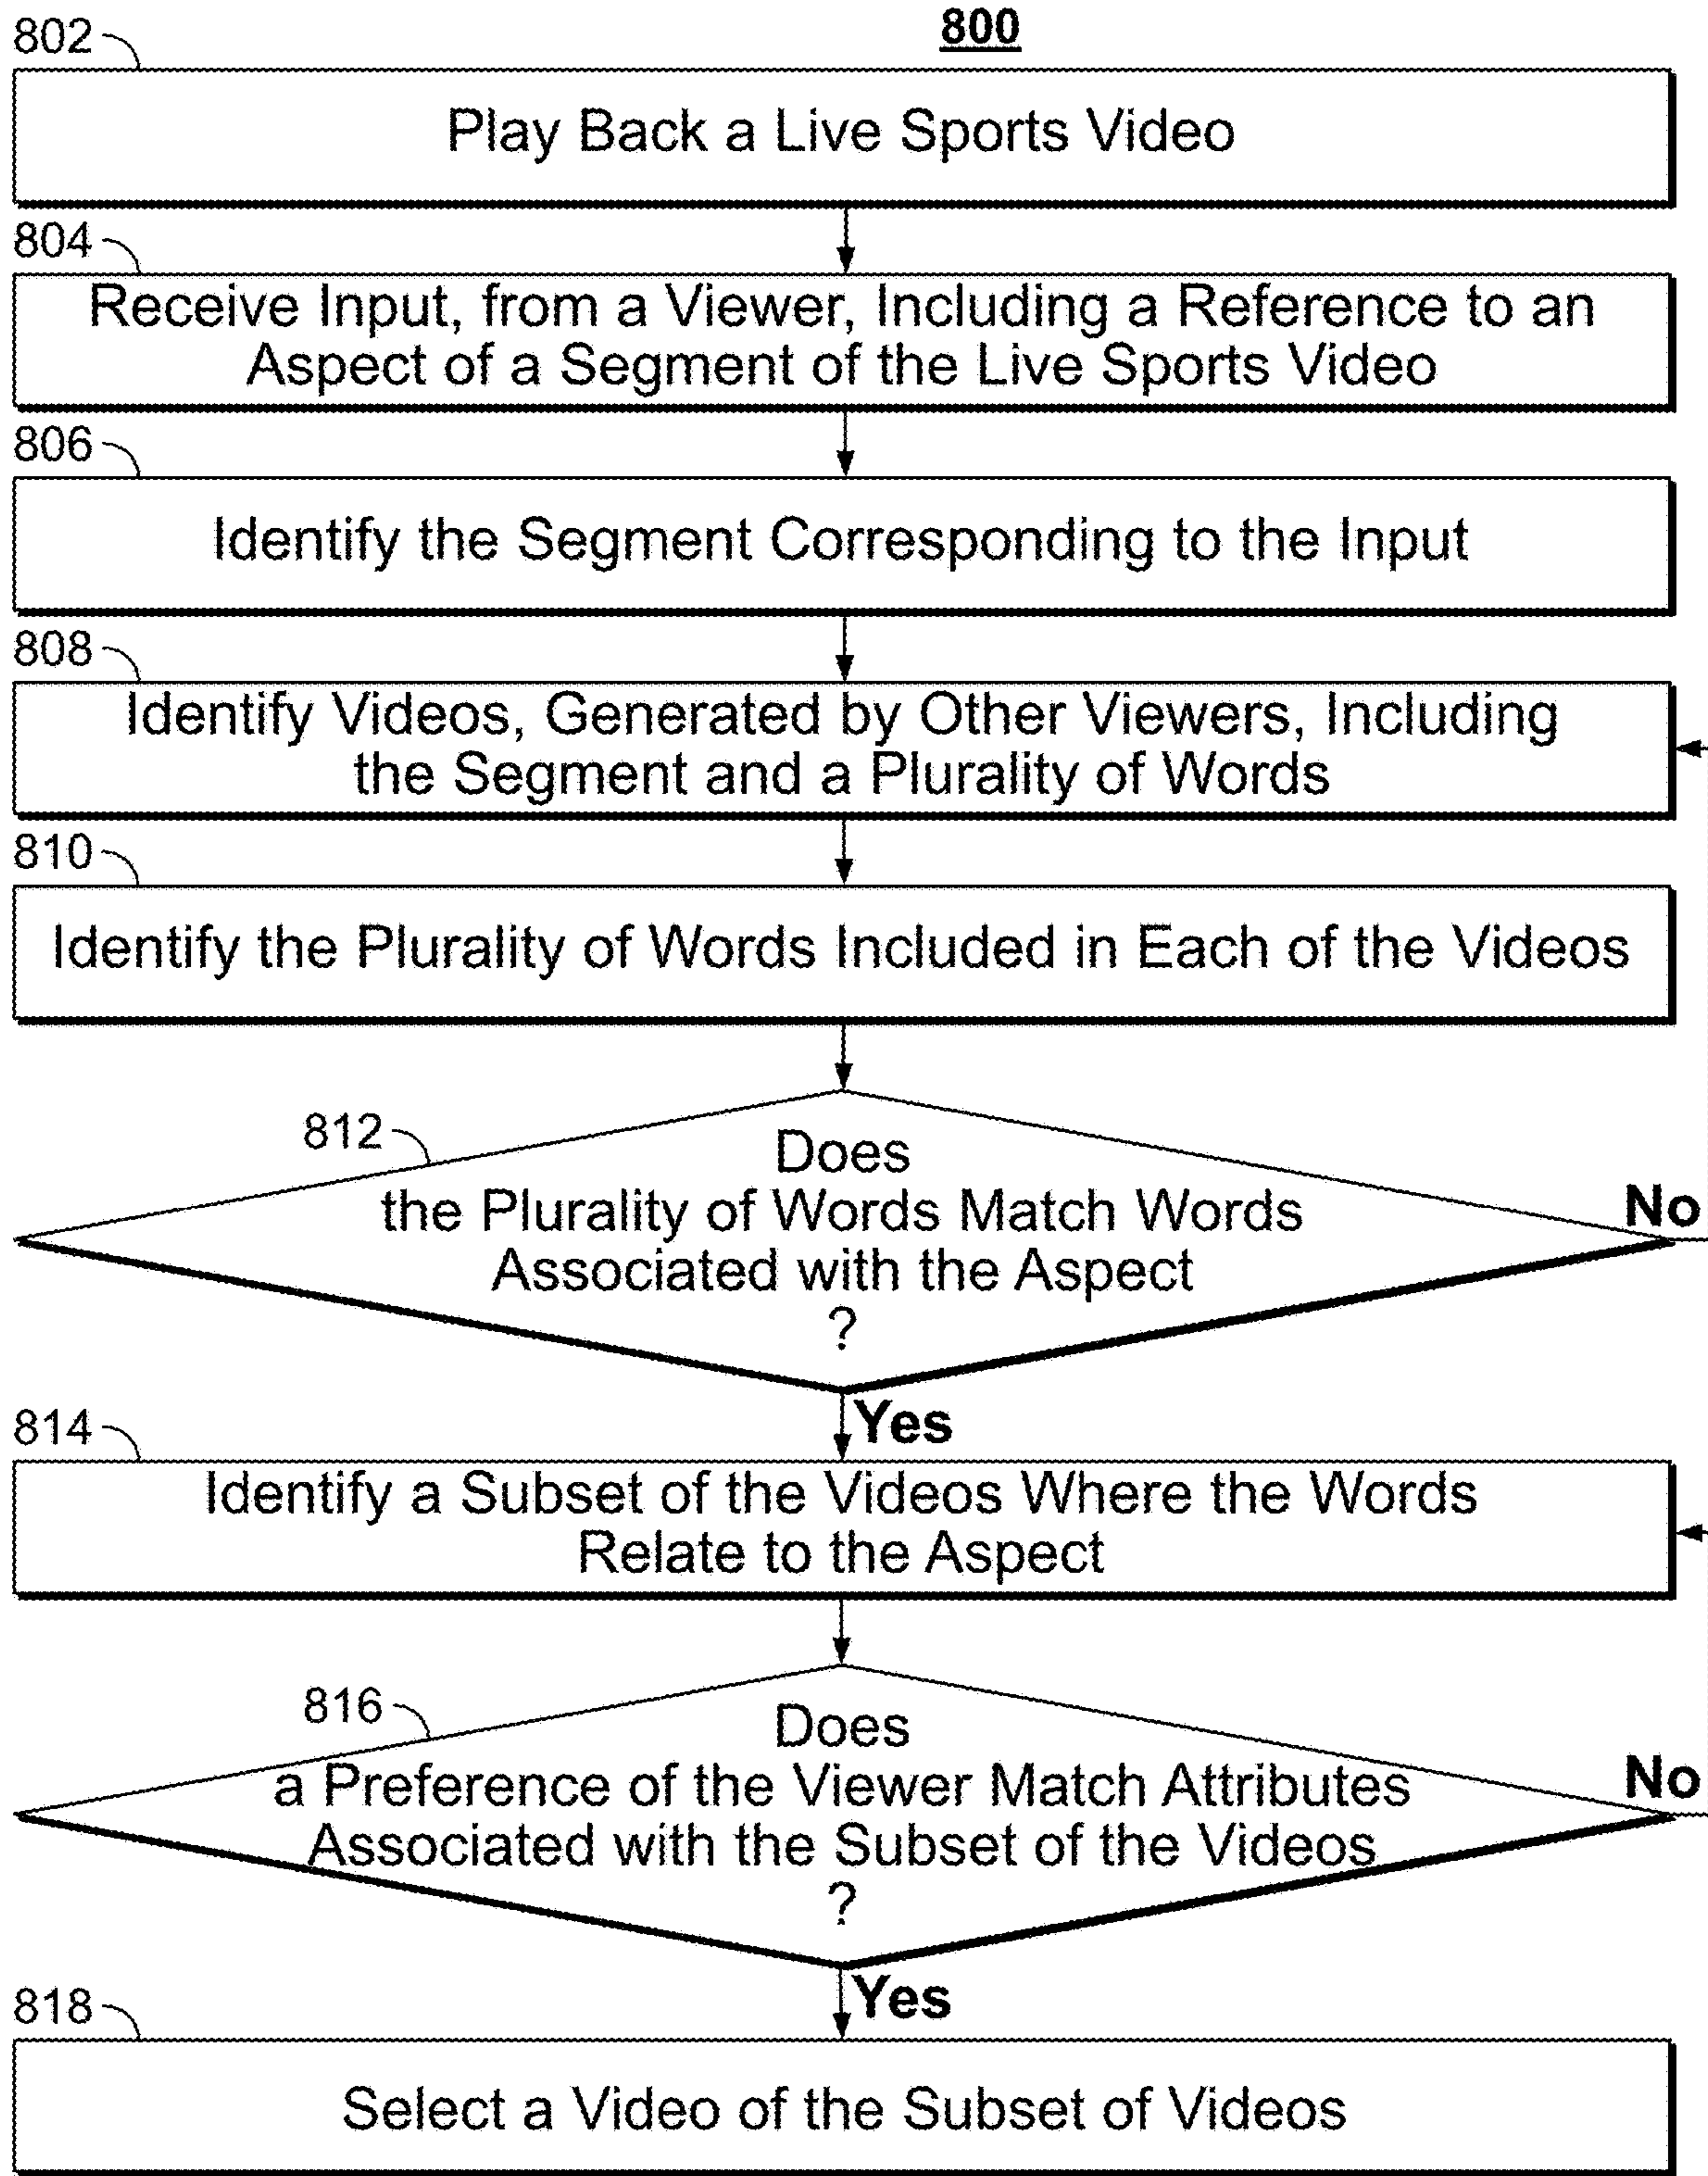 800
802
Play Back a Live Sports Video
804
Receive Input, from a Viewer, Including a Reference to an
Aspect of a Segment of the Live Sports Video
806
Identify the Segment Corresponding to the Input
808
Identify Videos, Generated by Other Viewers, Including
the Segment and a Plurality of Words
810
Identify the Plurality of Words Included in Each of the Videos
812
Does
the Plurality of Words Match Words
Associated with the Aspect
?
No
Yes
814
Identify a Subset of the Videos Where the Words
Relate to the Aspect
816
Does
a Preference of the Viewer Match Attributes
Associated with the Subset of the Videos
?
No
Yes
818
Select a Video of the Subset of Videos